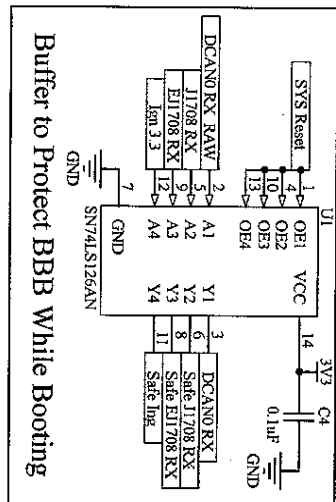 U1
SYS Reset
1
4
10
13
OE1
OE2
OE3
OE4
VCC
14
3V3
C4
0.1uF
GND
DCAN0 RX RAW
J1708 RX
EJ1708 RX
Ign 3.3
2
5
9
12
A1
A2
A3
A4
Y1
Y2
Y3
Y4
3
6
8
11
DCAN0 RX
Safe J1708 RX
Safe EJ1708 RX
Safe Ing
7
GND
GND
SN74LS126AN
Buffer to Protect BBB While Booting